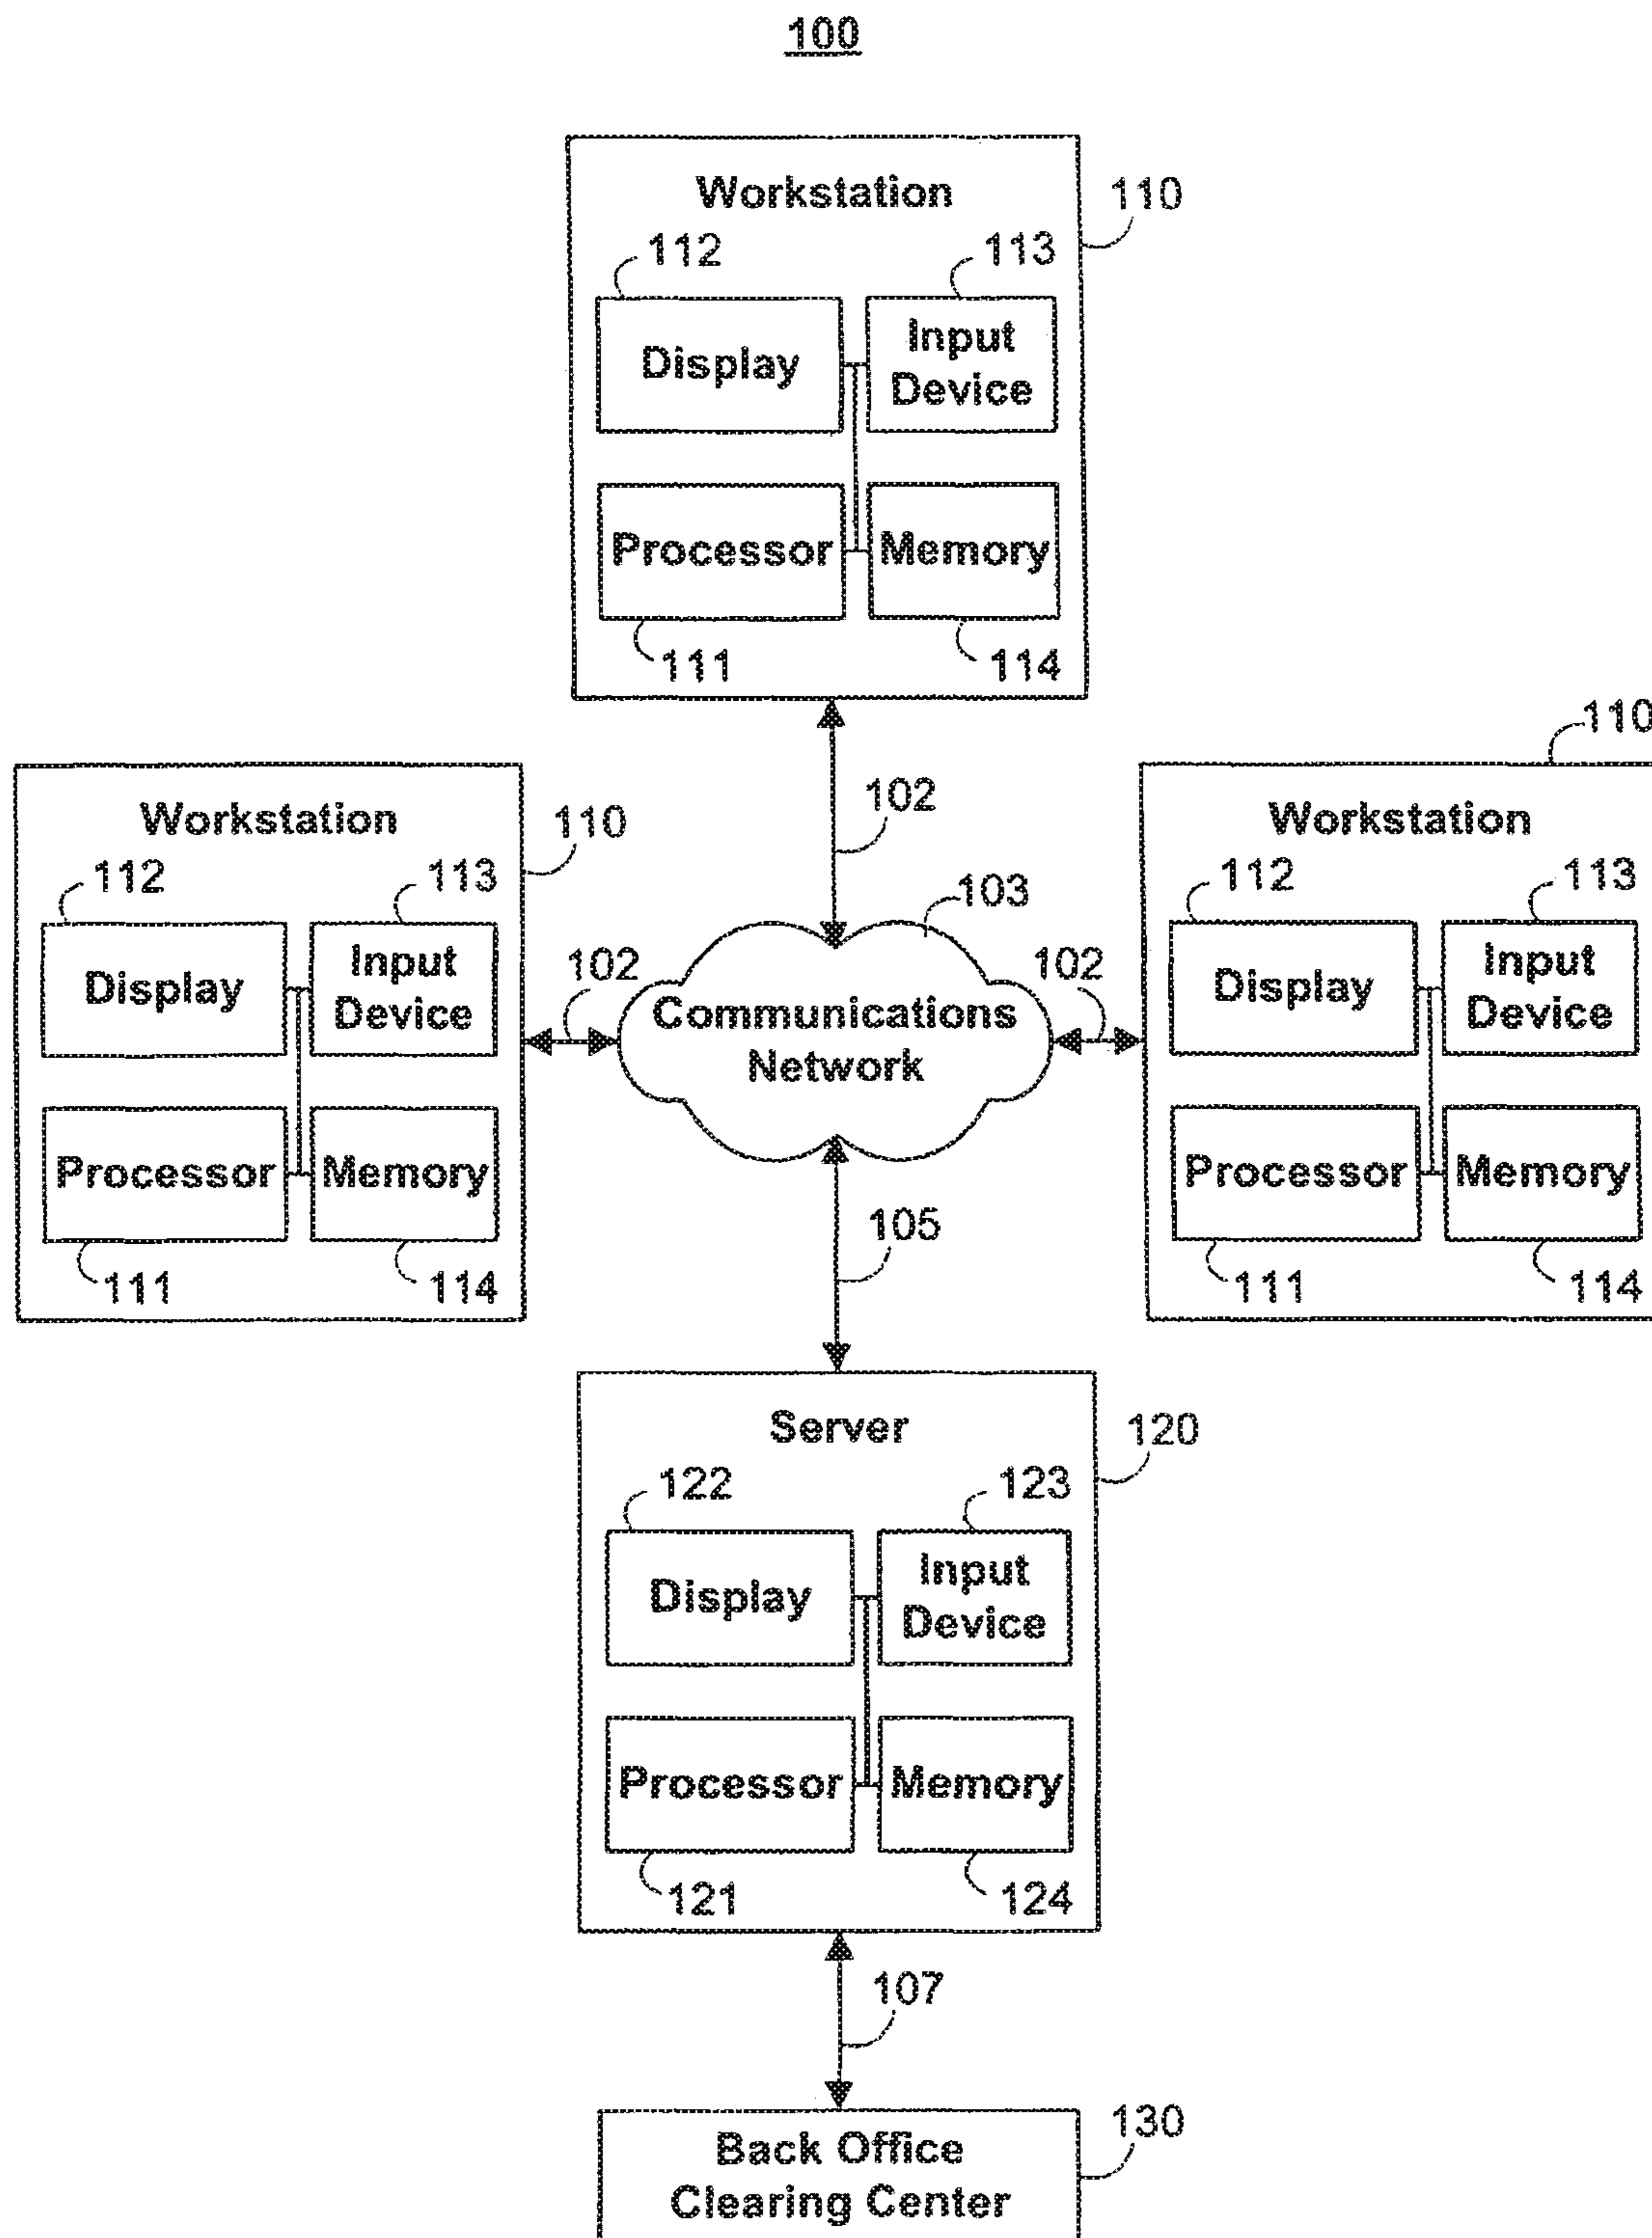 100
Workstation
110
112
113
Display
Input
Device
Processor
Memory
111
114
110
102
Workstation
110
112
113
Display
Input
Device
Processor
Memory
111
114
102
103
Communications
Network
102
Workstation
112
113
Display
Input
Device
Processor
Memory
111
114
105
Server
120
122
123
Display
Input
Device
Processor
Memory
121
124
107
Back Office
Clearing Center
130